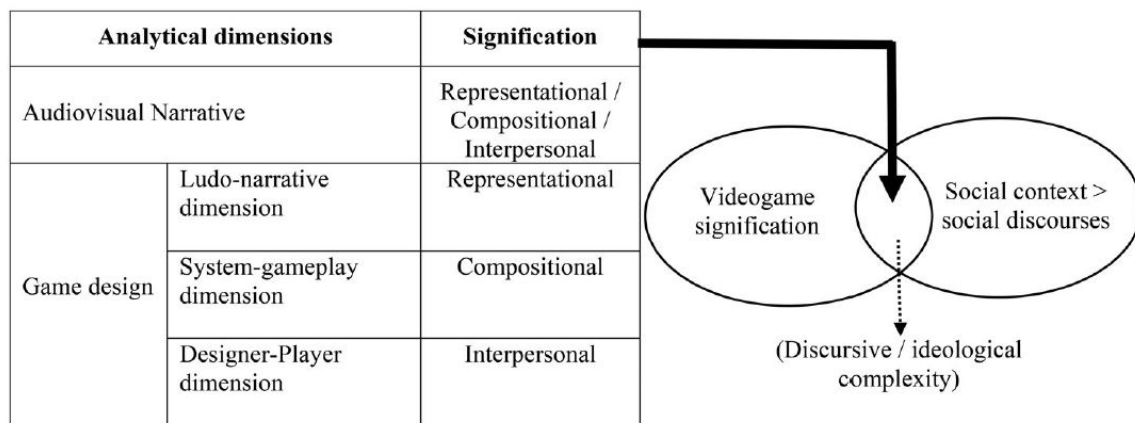 Analytical dimensions
Signification
Audiovisual Narrative
Representational /
Compositional /
Interpersonal
Game design
Ludo-narrative
dimension
Representational
System-gameplay
dimension
Compositional
Designer-Player
dimension
Interpersonal
Videogame
signification
Social context >
social discourses
(Discursive / ideological
complexity)